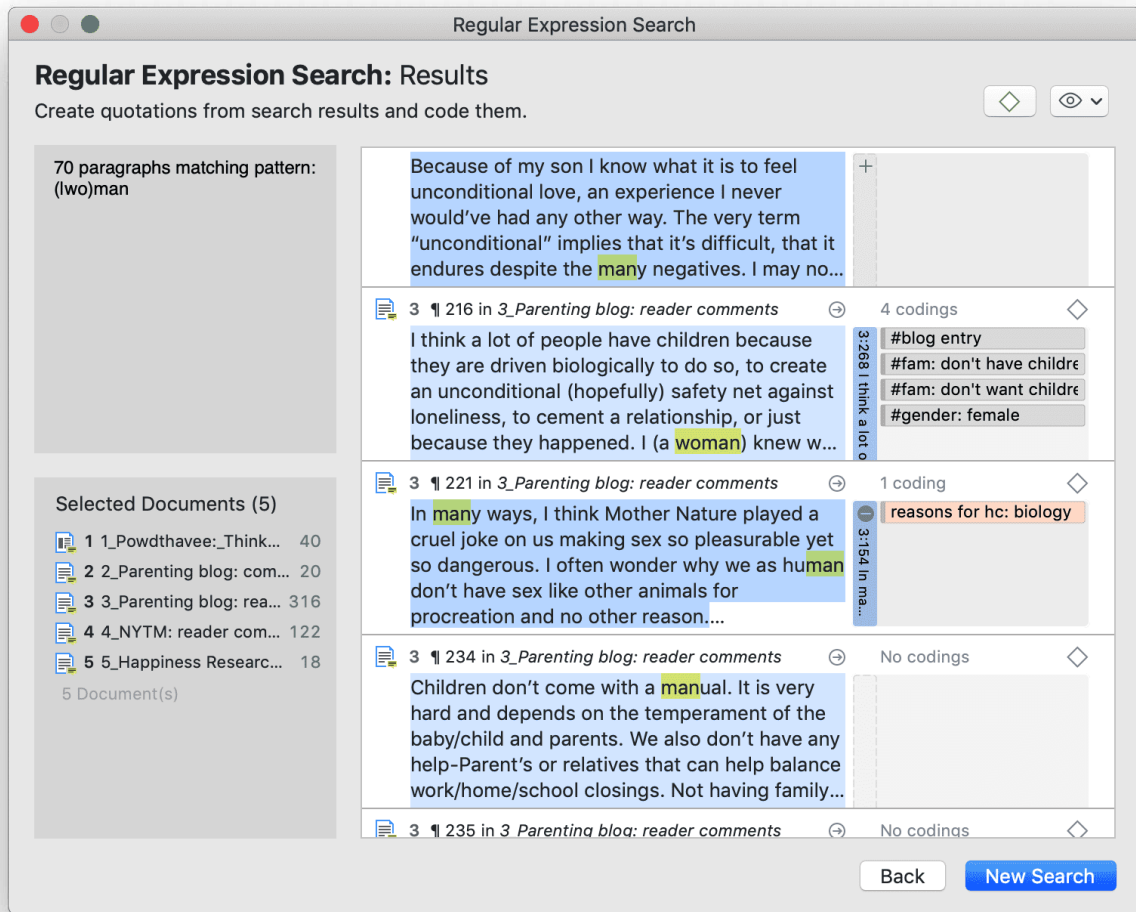 Regular Expression Search
Regular Expression Search: Results
Create quotations from search results and code them.
70 paragraphs matching pattern:
(|wo)man
Selected Documents (5)
1 1_Powdthavee:_Think... 40
2 2_Parenting blog: com... 20
3 3_Parenting blog: rea... 316
4 4_NYTM: reader com... 122
5 5_Happiness Researc... 18
5 Document(s)
Because of my son I know what it is to feel
unconditional love, an experience I never
would’ve had any other way. The very term
“unconditional” implies that it’s difficult, that it
endures despite the many negatives. I may no...
+
3 ¶ 216 in 3_Parenting blog: reader comments
4 codings
I think a lot of people have children because
they are driven biologically to do so, to create
an unconditional (hopefully) safety net against
loneliness, to cement a relationship, or just
because they happened. I (a woman) knew w...
3:268 I think a lot o
#blog entry
#fam: don't have childre
#fam: don't want childre
#gender: female
3 ¶ 221 in 3_Parenting blog: reader comments
1 coding
In many ways, I think Mother Nature played a
cruel joke on us making sex so pleasurable yet
so dangerous. I often wonder why we as human
don’t have sex like other animals for
procreation and no other reason....
3:154 In ma...
reasons for hc: biology
3 ¶ 234 in 3_Parenting blog: reader comments
No codings
Children don’t come with a manual. It is very
hard and depends on the temperament of the
baby/child and parents. We also don’t have any
help-Parent’s or relatives that can help balance
work/home/school closings. Not having family...
3 ¶ 235 in 3_Parenting blog: reader comments
No codings
Back
New Search